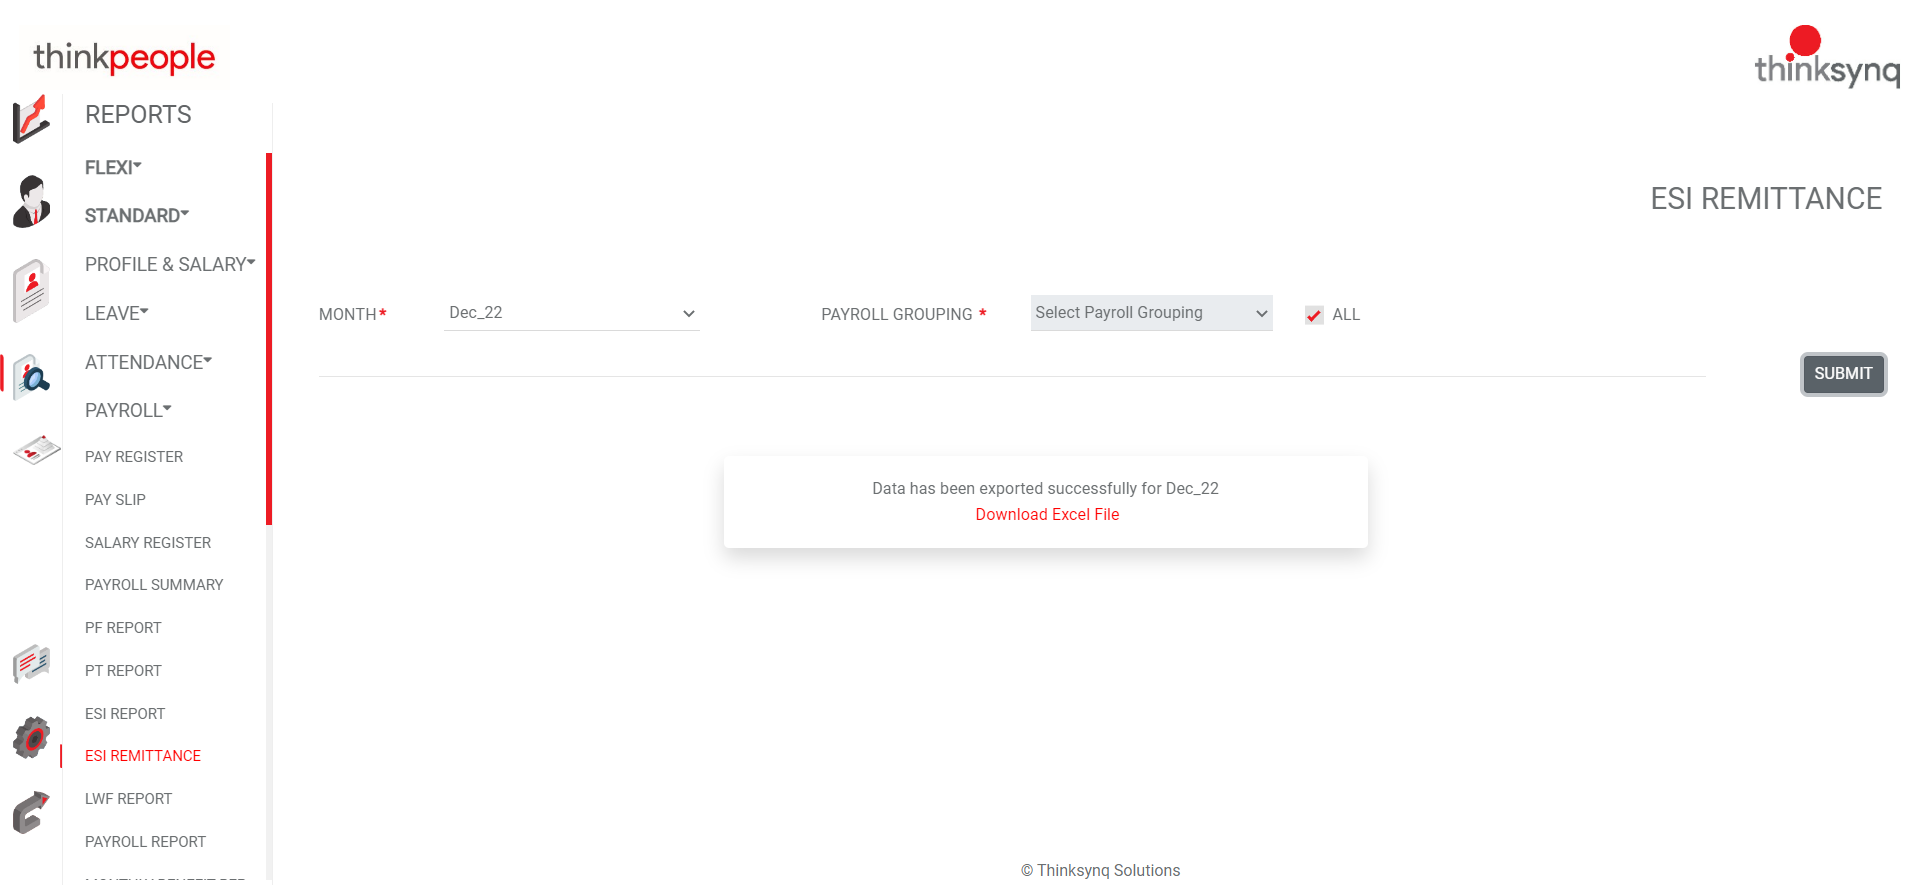 thinkpeople
thinksynq
REPORTS
FLEXI
STANDARD
PROFILE & SALARY
LEAVE
ATTENDANCE
PAYROLL
PAY REGISTER
PAY SLIP
SALARY REGISTER
PAYROLL SUMMARY
PF REPORT
PT REPORT
ESI REPORT
ESI REMITTANCE
LWF REPORT
PAYROLL REPORT
ESI REMITTANCE
MONTH* Dec_22 PAYROLL GROUPING * Select Payroll Grouping ALL
SUBMIT
Data has been exported successfully for Dec_22
Download Excel File
© Thinksynq Solutions